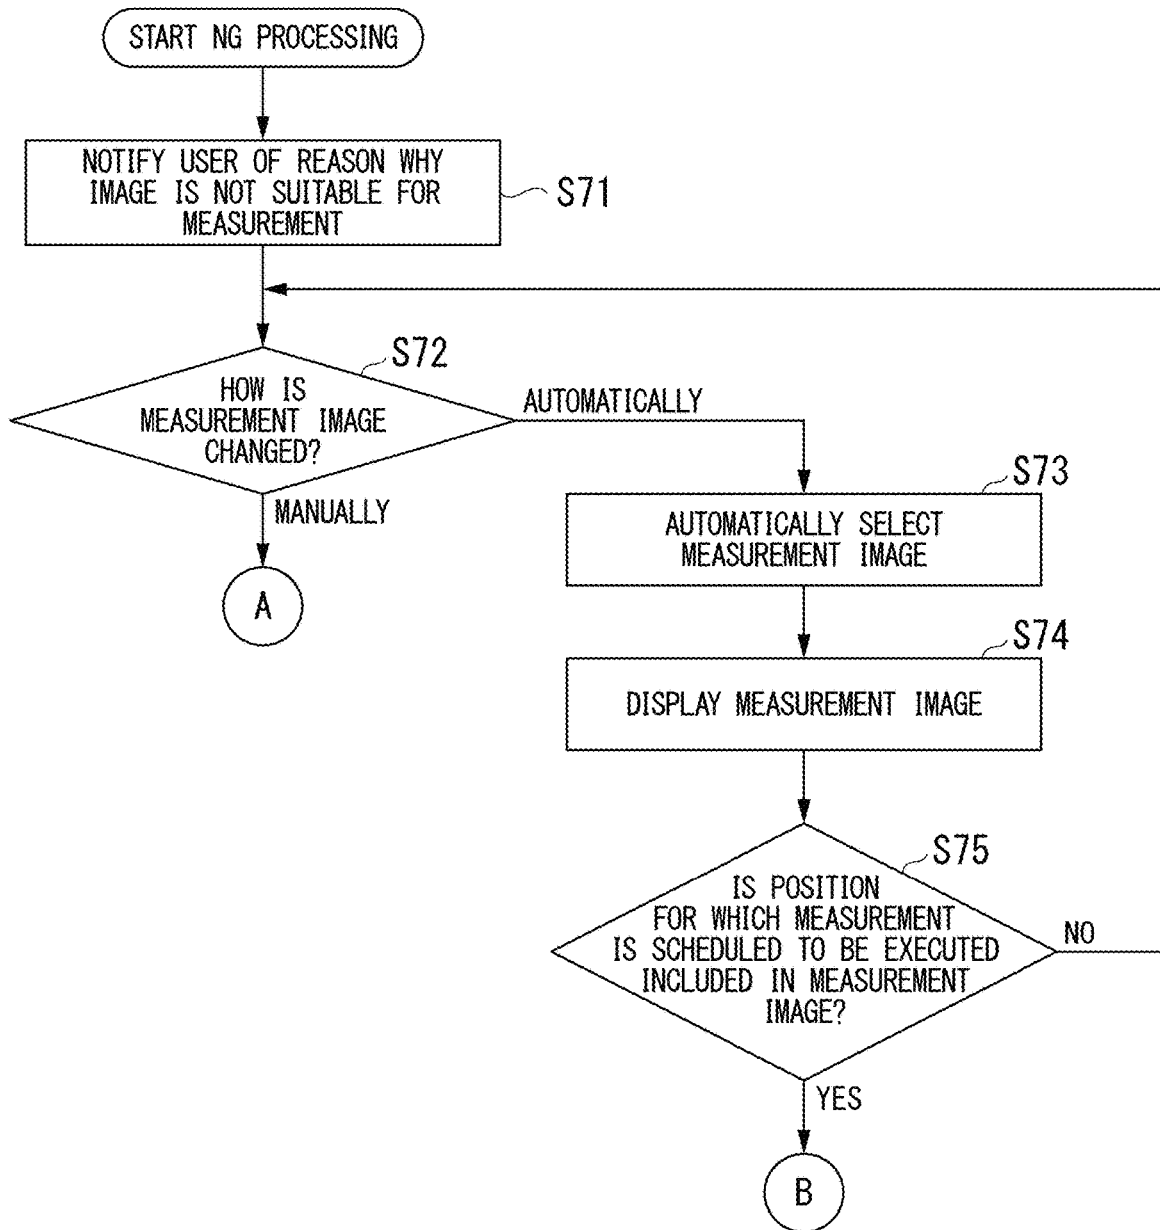 START NG PROCESSING
NOTIFY USER OF REASON WHY
IMAGE IS NOT SUITABLE FOR
MEASUREMENT
S71
S72
HOW IS
MEASUREMENT IMAGE
CHANGED?
AUTOMATICALLY
MANUALLY
A
S73
AUTOMATICALLY SELECT
MEASUREMENT IMAGE
S74
DISPLAY MEASUREMENT IMAGE
S75
IS POSITION
FOR WHICH MEASUREMENT
IS SCHEDULED TO BE EXECUTED
INCLUDED IN MEASUREMENT
IMAGE?
NO
YES
B